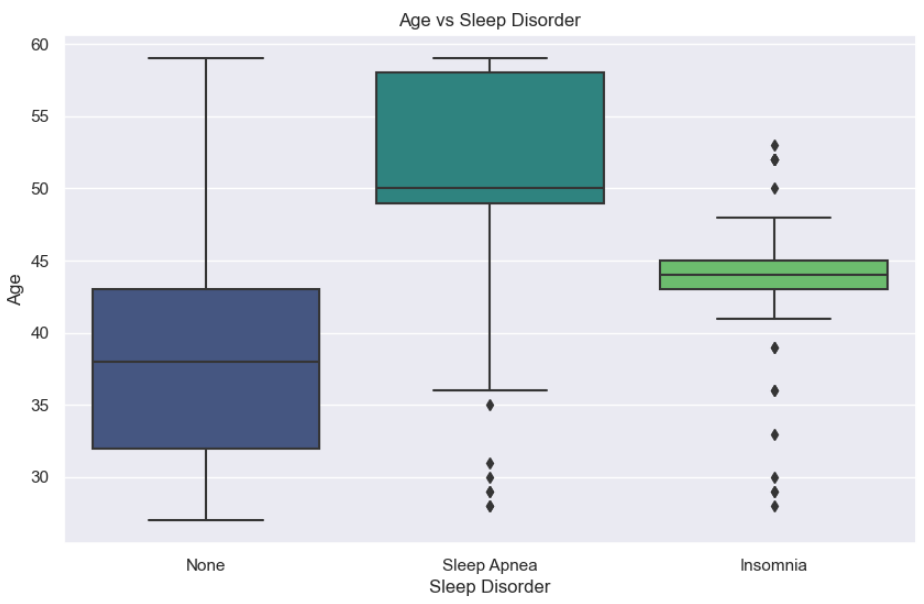 Age vs Sleep Disorder
60
55
50
45
40
35
30
Age
None
Sleep Apnea
Insomnia
Sleep Disorder